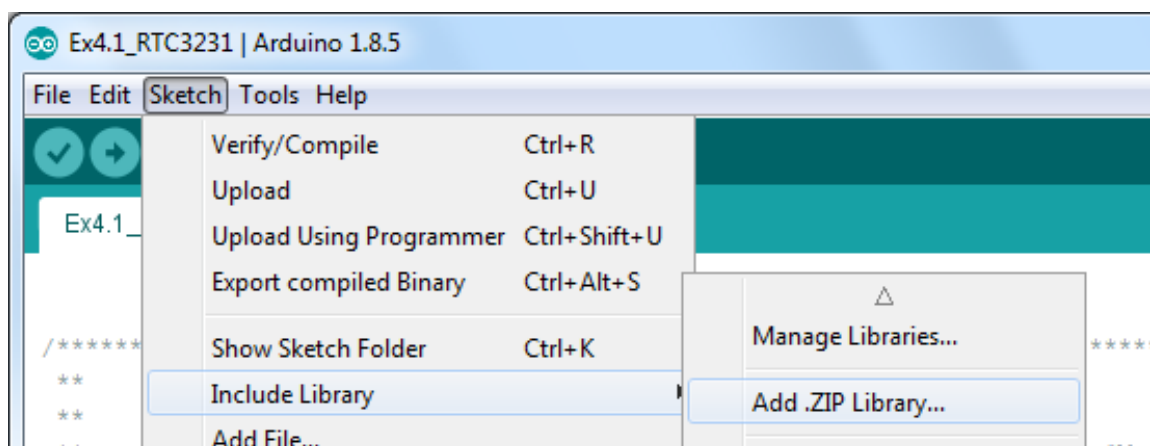 Ex4.1_RTC3231 | Arduino 1.8.5
File Edit Sketch Tools Help
Verify/Compile Ctrl+R
Upload Ctrl+U
Ex4.1_
Upload Using Programmer Ctrl+Shift+U
Export compiled Binary Ctrl+Alt+S
Manage Libraries...
/****** Show Sketch Folder Ctrl+K ****
**
Include Library
Add .ZIP Library...
**
Add File...